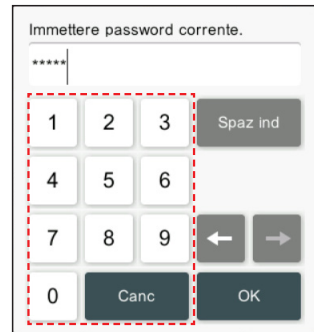 Immettere password corrente.
*****
1 2 3 Spaz ind
4 5 6
7 8 9 ← →
0 Canc OK